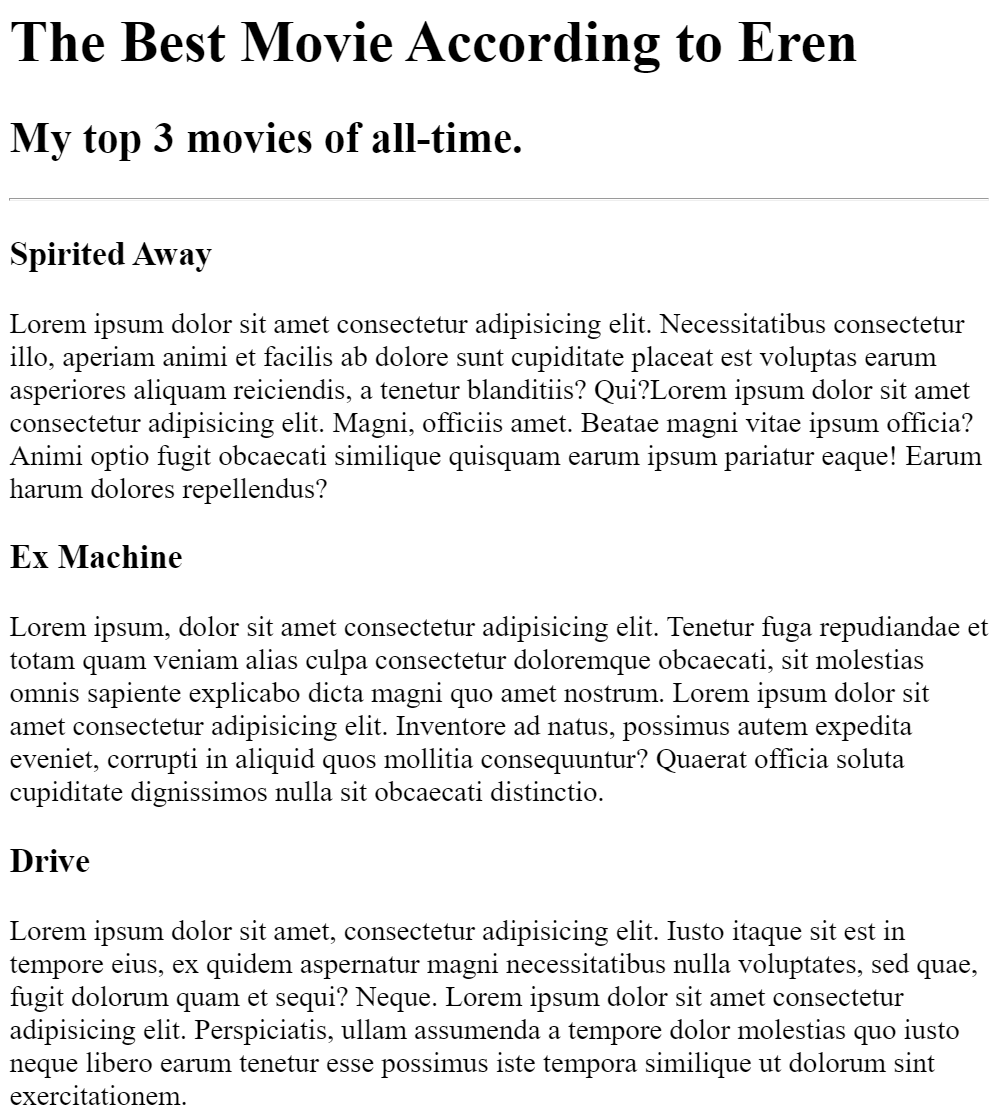 The Best Movie According to Eren
My top 3 movies of all-time.
Spirited Away
Lorem ipsum dolor sit amet consectetur adipisicing elit. Necessitatibus consectetur
illo, aperiam animi et facilis ab dolore sunt cupiditate placeat est voluptas earum
asperiores aliquam reiciendis, a tenetur blanditiis? Qui?Lorem ipsum dolor sit amet
consectetur adipisicing elit. Magni, officiis amet. Beatae magni vitae ipsum officia?
Animi optio fugit obcaecati similique quisquam earum ipsum pariatur eaque! Earum
harum dolores repellendus?
Ex Machine
Lorem ipsum, dolor sit amet consectetur adipisicing elit. Tenetur fuga repudiandae et
totam quam veniam alias culpa consectetur doloremque obcaecati, sit molestias
omnis sapiente explicabo dicta magni quo amet nostrum. Lorem ipsum dolor sit
amet consectetur adipisicing elit. Inventore ad natus, possimus autem expedita
eveniet, corrupti in aliquid quos mollitia consequuntur? Quaerat officia soluta
cupiditate dignissimos nulla sit obcaecati distinctio.
Drive
Lorem ipsum dolor sit amet, consectetur adipisicing elit. Iusto itaque sit est in
tempore eius, ex quidem aspernatur magni necessitatibus nulla voluptates, sed quae,
fugit dolorum quam et sequi? Neque. Lorem ipsum dolor sit amet consectetur
adipisicing elit. Perspiciatis, ullam assumenda a tempore dolor molestias quo iusto
neque libero earum tenetur esse possimus iste tempora similique ut dolorum sint
exercitationem.